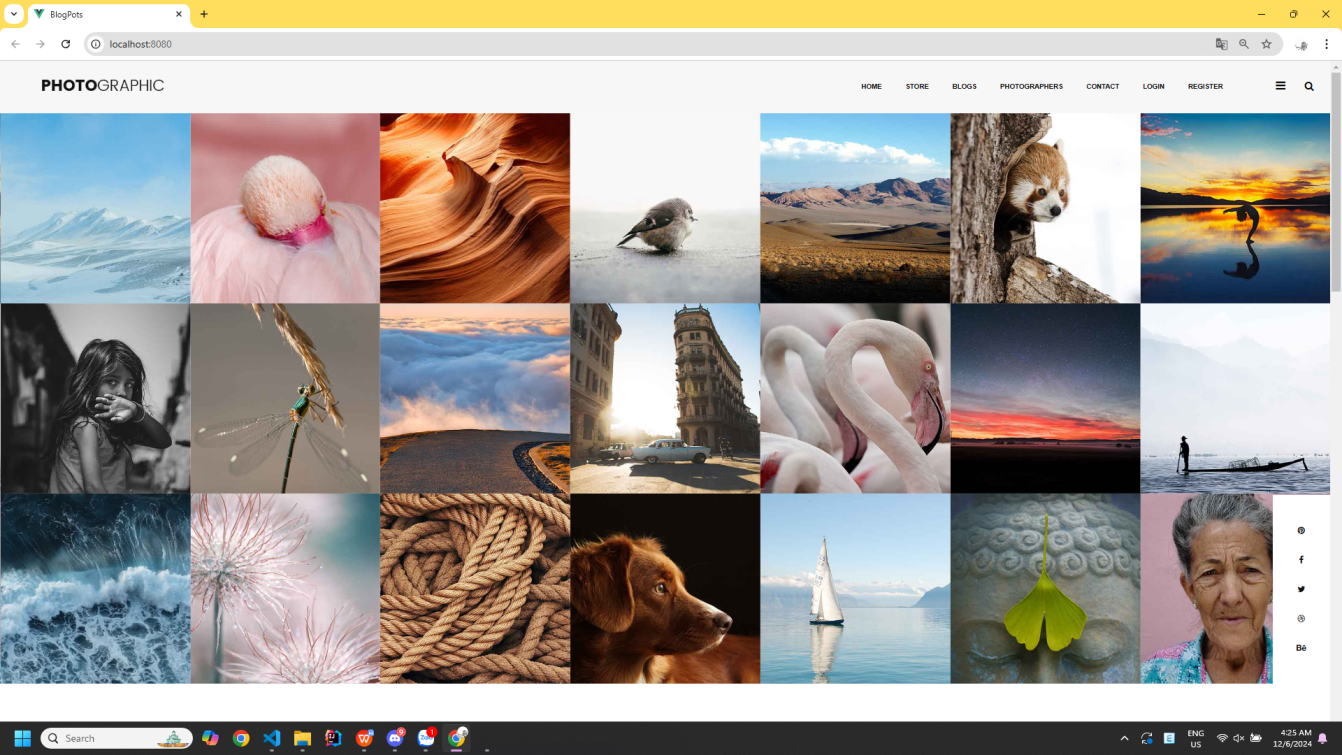 BlogPots
localhost:8080
PHOTOGRAPHIC
HOME STORE BLOGS PHOTOGRAPHERS CONTACT LOGIN REGISTER
Bē
Search
ENG
US
4:25 AM
12/6/2024